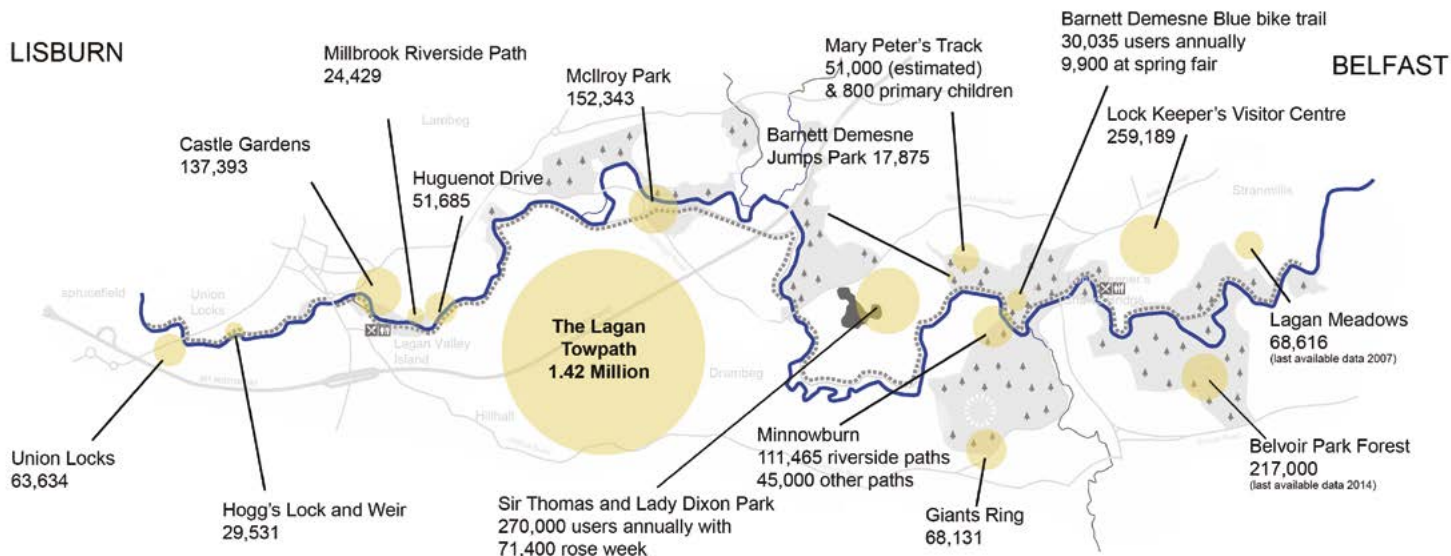 LISBURN
BELFAST
Millbrook Riverside Path
24,429
McIlroy Park
152,343
Mary Peter's Track
51,000 (estimated)
& 800 primary children
Barnett Demesne Blue bike trail
30,035 users annually
9,900 at spring fair
Castle Gardens
137,393
Lambeg
Huguenot Drive
51,685
Barnett Demesne
Jumps Park 17,875
Lock Keeper's Visitor Centre
259,189
Stranmillis
sprucefield
Union
Locks
Lagan Valley
Island
The Lagan
Towpath
1.42 Million
Drumbeg
Hillhall
Lagan Meadows
68,616
(last available data 2007)
Union Locks
63,634
Hogg's Lock and Weir
29,531
Sir Thomas and Lady Dixon Park
270,000 users annually with
71,400 rose week
Minnowburn
111,465 riverside paths
45,000 other paths
Giants Ring
68,131
Belvoir Park Forest
217,000
(last available data 2014)